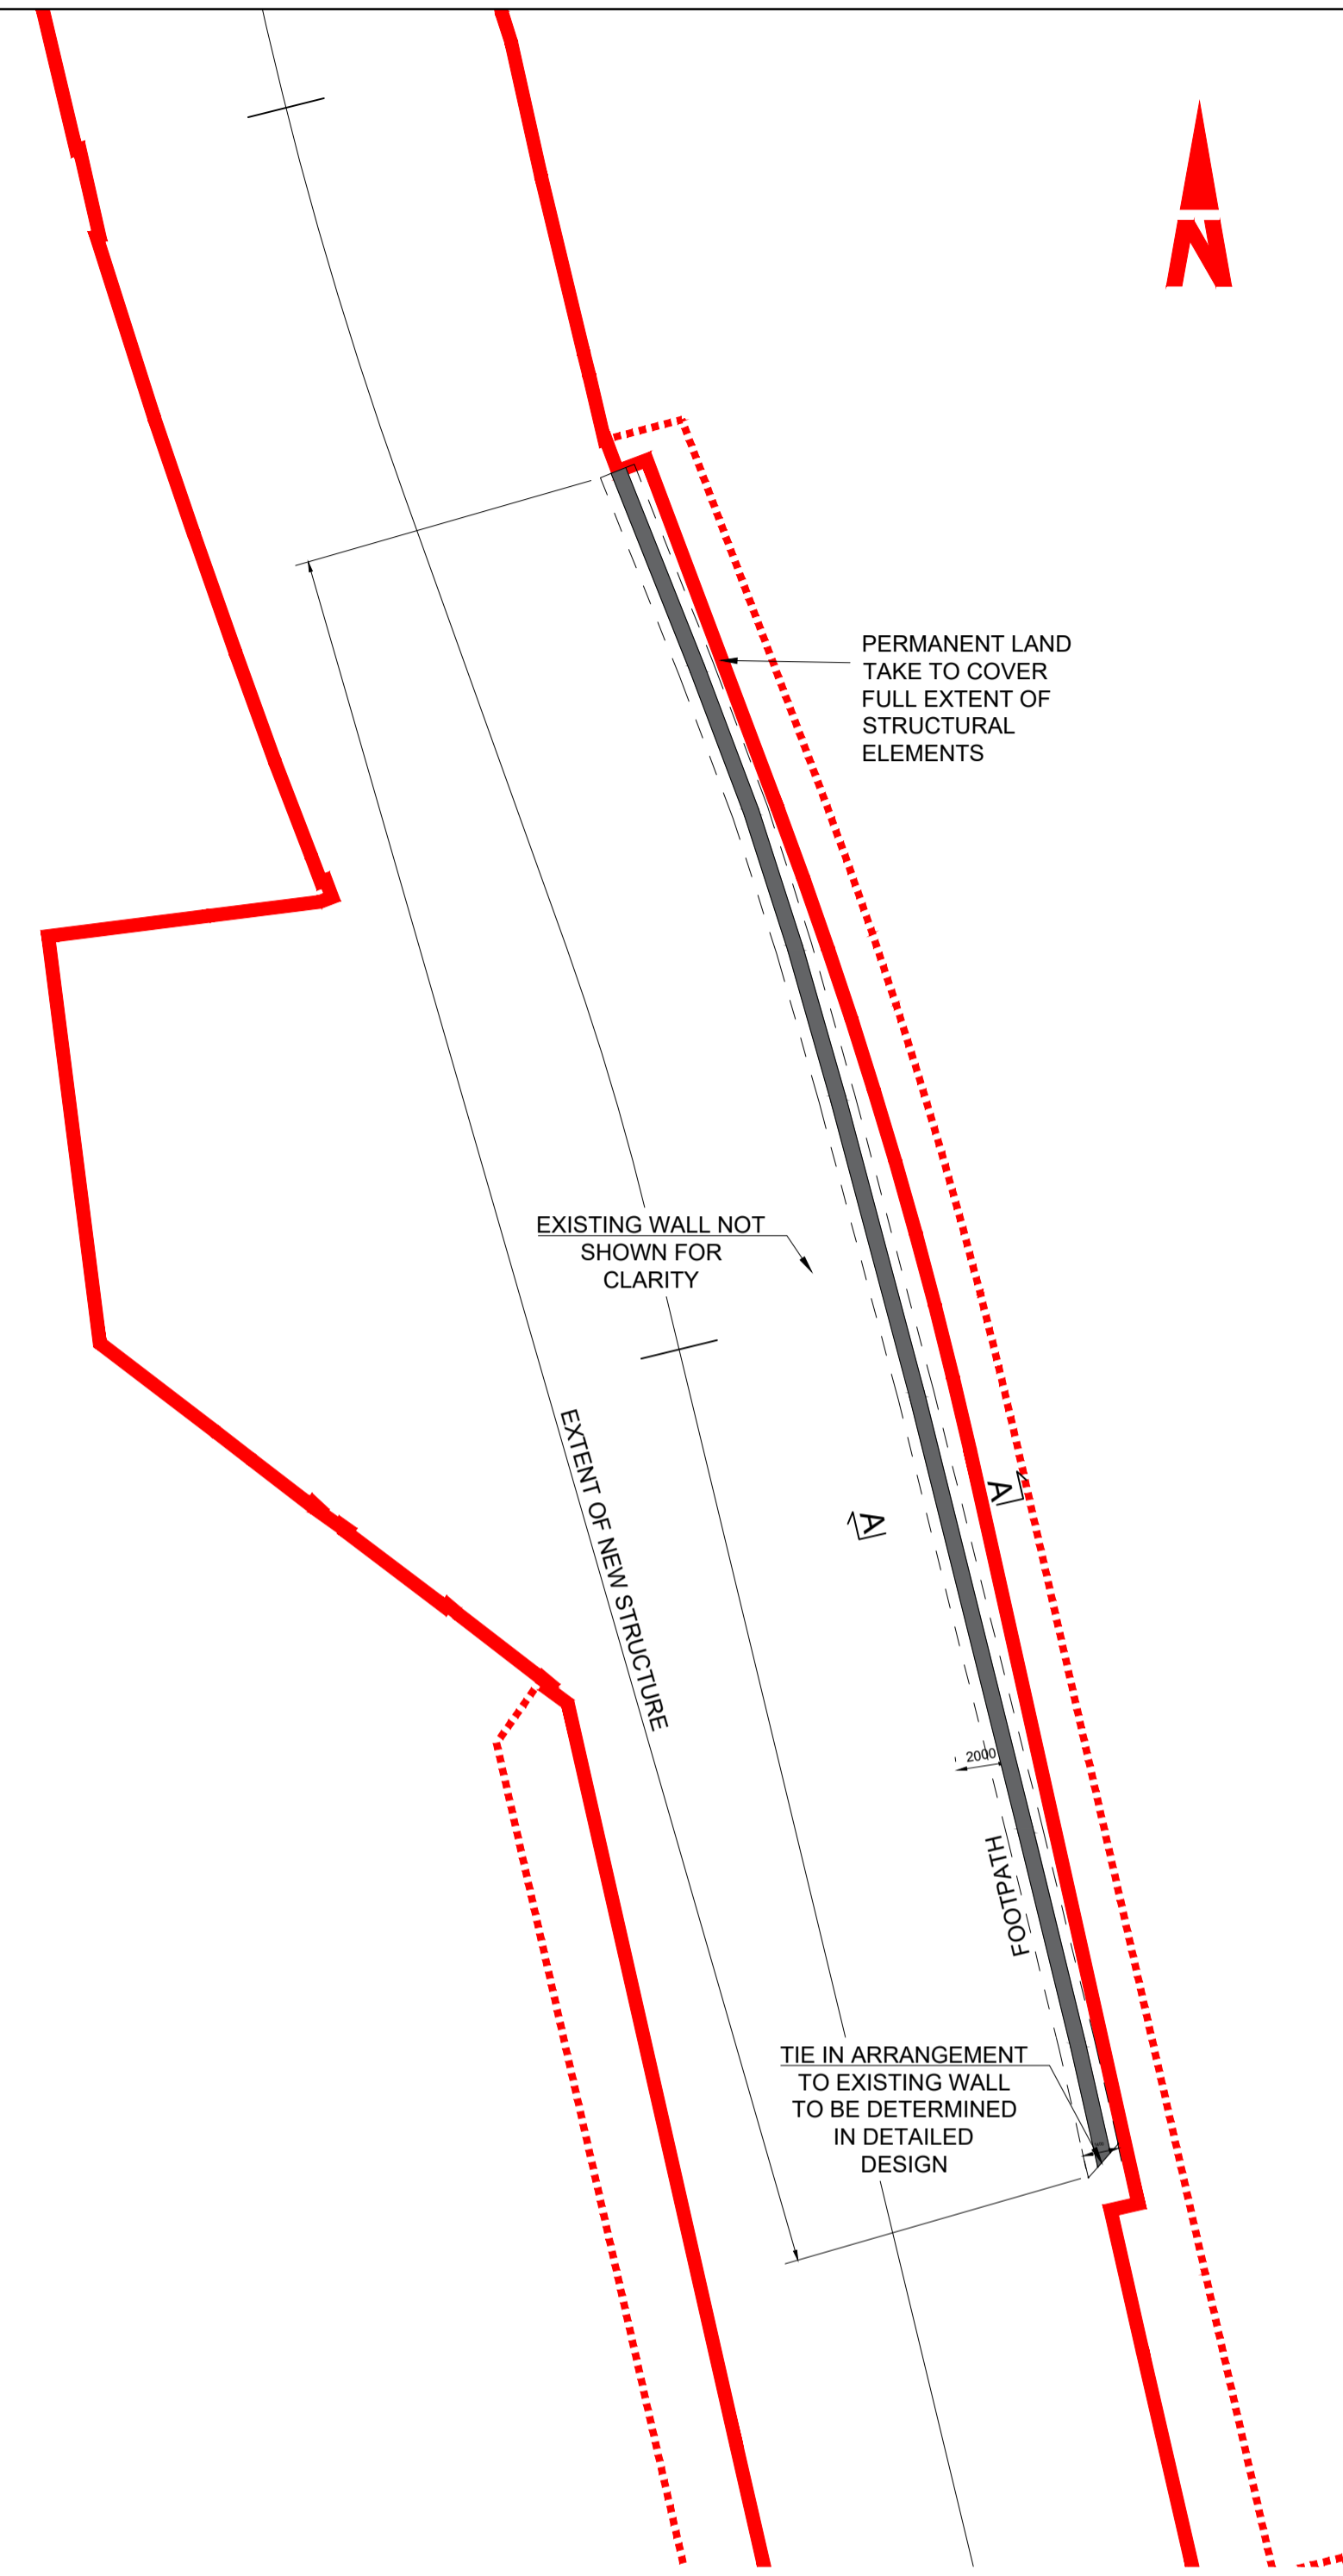 N
PERMANENT LAND
TAKE TO COVER
FULL EXTENT OF
STRUCTURAL
ELEMENTS
EXISTING WALL NOT
SHOWN FOR
CLARITY
EXTENT OF NEW STRUCTURE
A
A
2000
FOOTPATH
TIE IN ARRANGEMENT
TO EXISTING WALL
TO BE DETERMINED
IN DETAILED
DESIGN